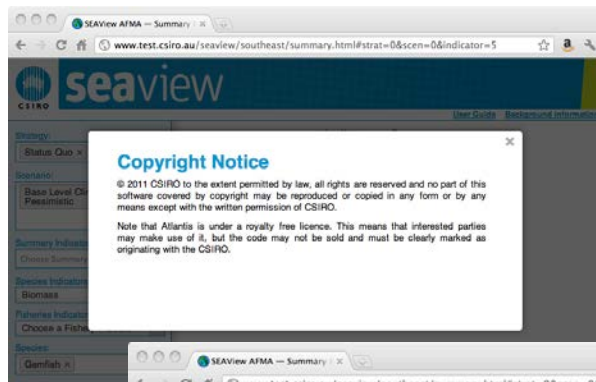 SEAView AFMA — Summary
www.test.csiro.au/seaview/southeast/summary.html#strat=0&scen=0&indicator=5
CSIRO
seaview
User Guide Background Information
Strategy:
Status Quo ×
Scenario:
Base Level
Pessimistic
Summary Indicator
Choose Summary
Species Indicator
Biomass
Fisheries Indicator
Choose a Fishery
Species:
Gemfish ×
Copyright Notice
© 2011 CSIRO to the extent permitted by law, all rights are reserved and no part of this
software covered by copyright may be reproduced or copied in any form or by any
means except with the written permission of CSIRO.
Note that Atlantis is under a royalty free licence. This means that interested parties
may make use of it, but the code may not be sold and must be clearly marked as
originating with the CSIRO.
SEAView AFMA — Summary